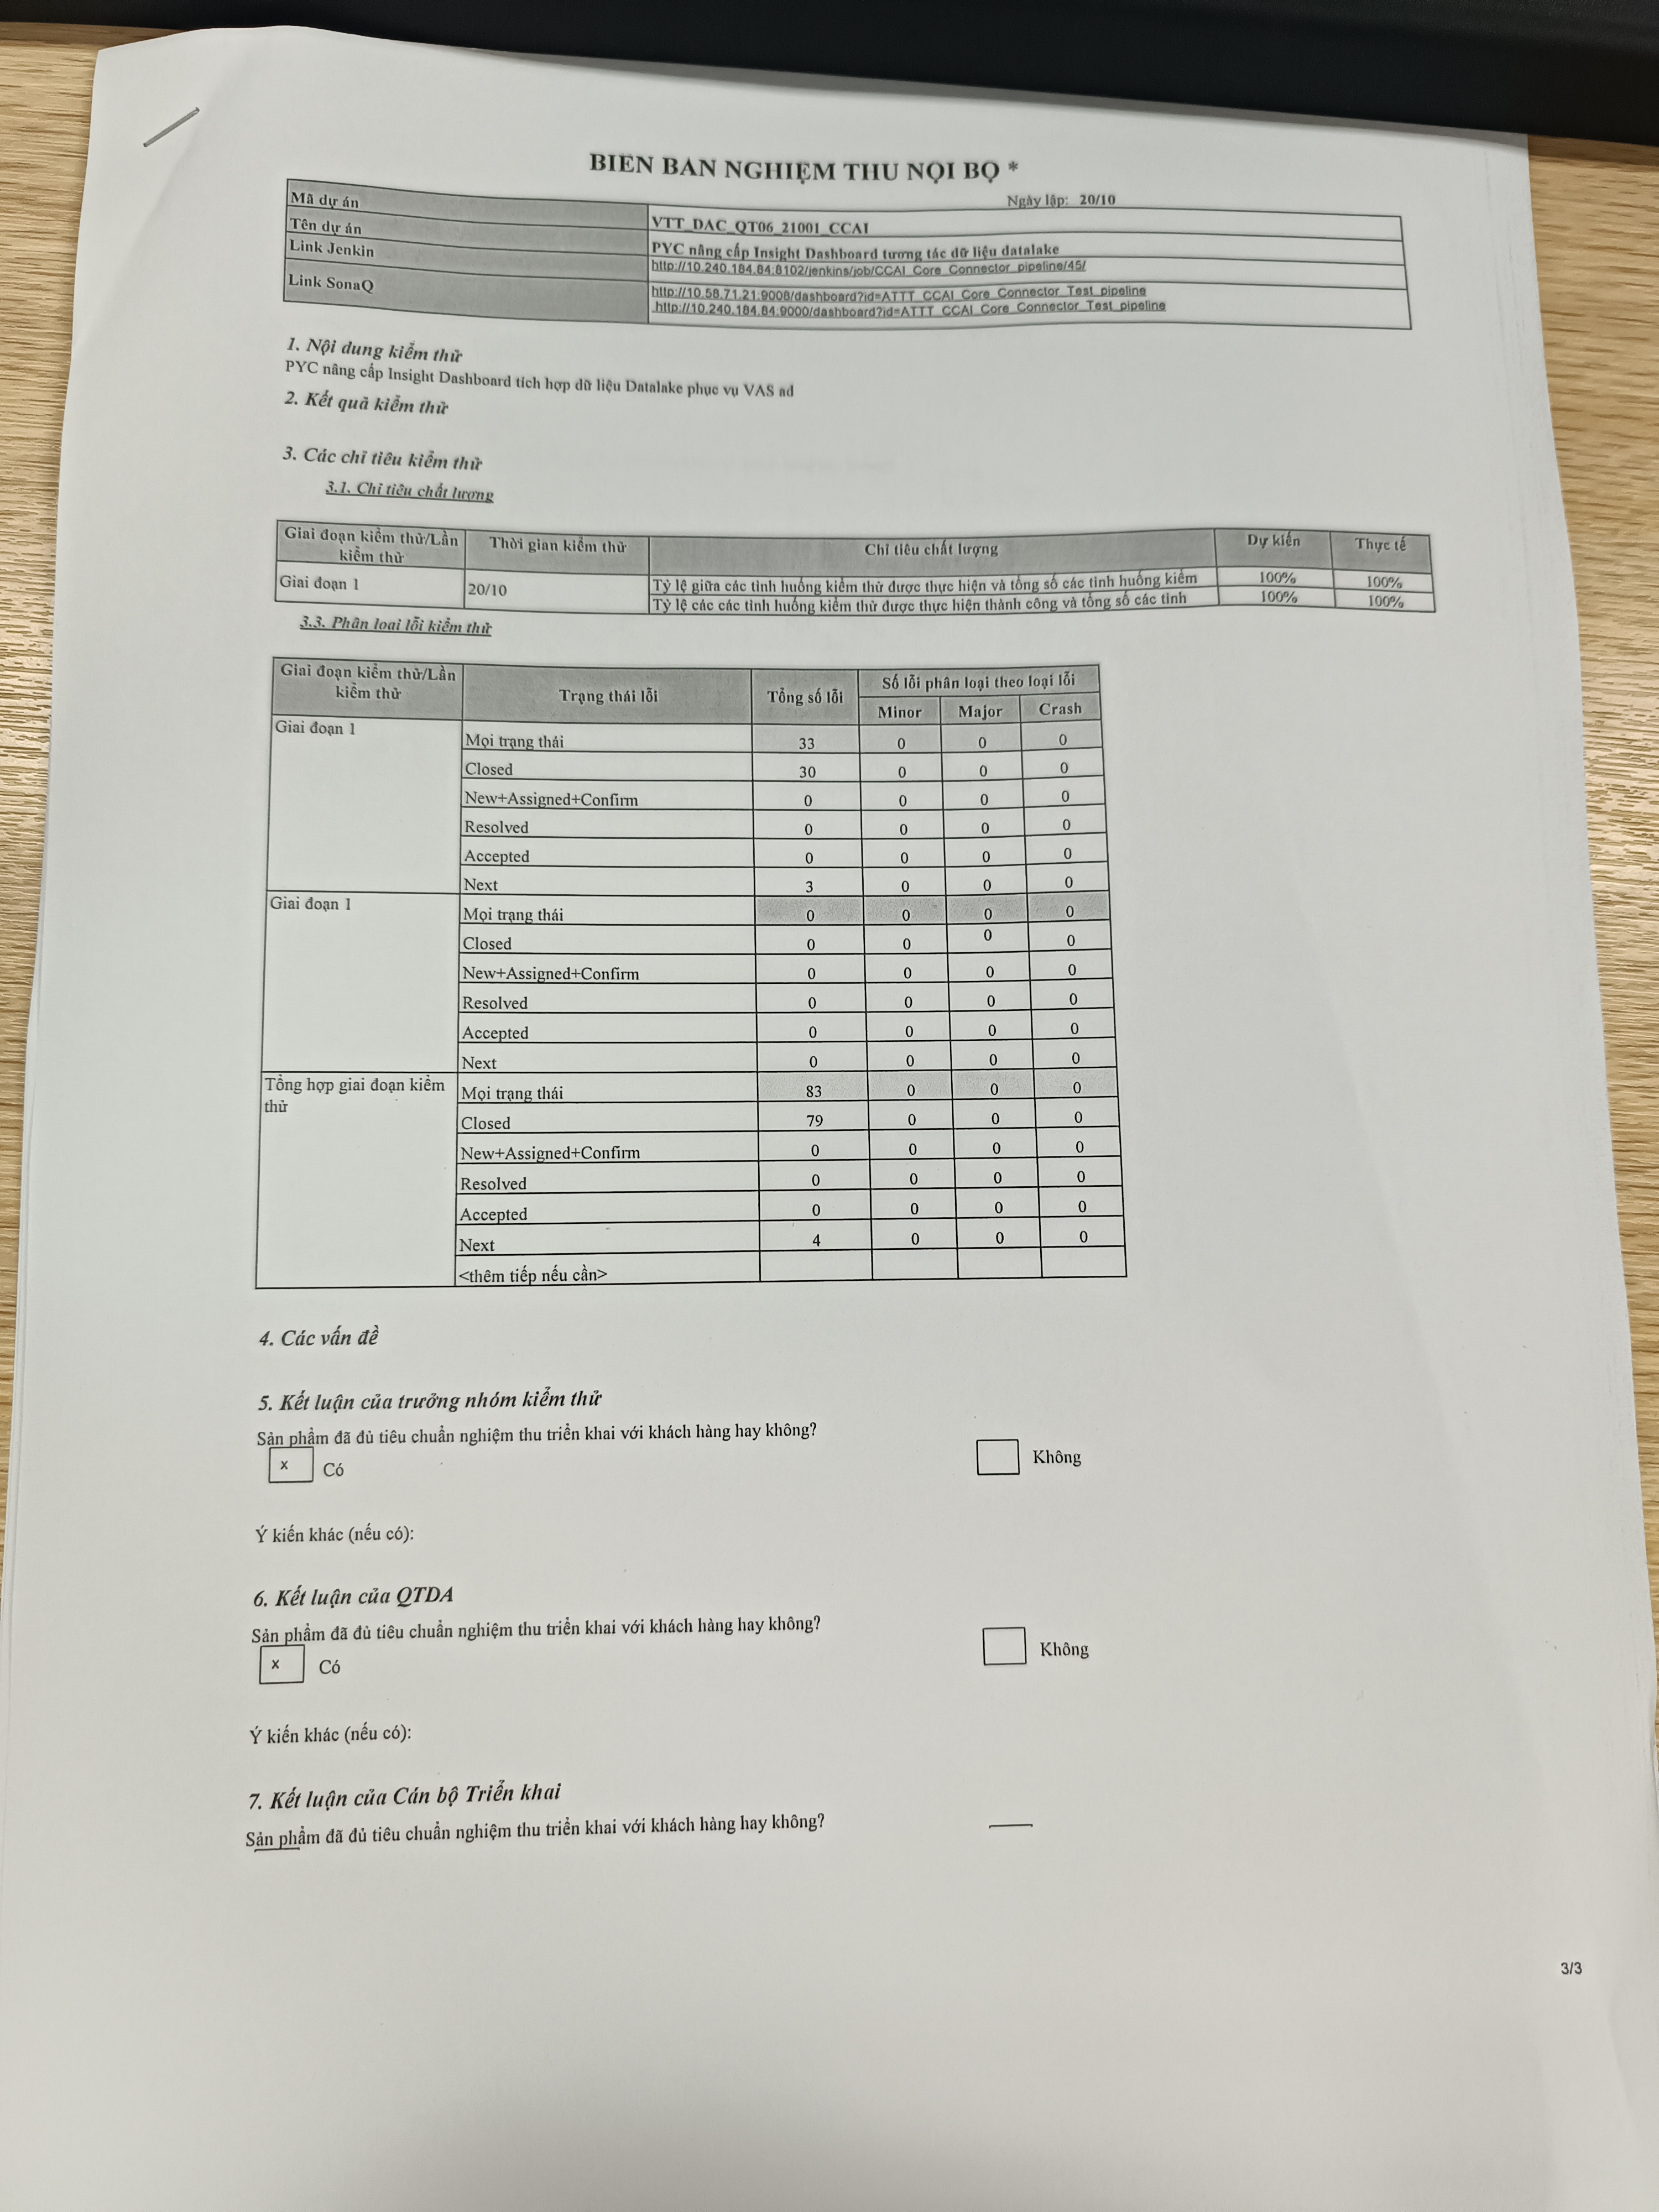 BIÊN BẢN NGHIỆM THU NỘI BỘ *
Ngày lập: 20/10
Mã dự án VTT_DAC_QT06_21001_CCAI
Tên dự án PYC nâng cấp Insight Dashboard tương tác dữ liệu datalake
Link Jenkin http://10.240.184.84:8102/jenkins/job/CCAI_Core_Connector_pipeline/45/
Link SonaQ http://10.58.71.21:9008/dashboard?id=ATTT_CCAI_Core_Connector_Test_pipeline
http://10.240.184.84:9000/dashboard?id=ATTT_CCAI_Core_Connector_Test_pipeline
1. Nội dung kiểm thử
PYC nâng cấp Insight Dashboard tích hợp dữ liệu Datalake phục vụ VAS ad
2. Kết quả kiểm thử
3. Các chỉ tiêu kiểm thử
3.1. Chỉ tiêu chất lượng
Giai đoạn kiểm thử/Lần kiểm thử Thời gian kiểm thử Chỉ tiêu chất lượng Dự kiến Thực tế
Giai đoạn 1 20/10 Tỷ lệ giữa các tình huống kiểm thử được thực hiện và tổng số các tình huống kiểm 100% 100%
Tỷ lệ các các tình huống kiểm thử được thực hiện thành công và tổng số các tình 100% 100%
3.3. Phân loại lỗi kiểm thử
Giai đoạn kiểm thử/Lần kiểm thử Trạng thái lỗi Tổng số lỗi Số lỗi phân loại theo loại lỗi
Minor Major Crash
Giai đoạn 1 Mọi trạng thái 33 0 0 0
Closed 30 0 0 0
New+Assigned+Confirm 0 0 0 0
Resolved 0 0 0 0
Accepted 0 0 0 0
Next 3 0 0 0
Giai đoạn 1 Mọi trạng thái 0 0 0 0
Closed 0 0 0 0
New+Assigned+Confirm 0 0 0 0
Resolved 0 0 0 0
Accepted 0 0 0 0
Next 0 0 0 0
Tổng hợp giai đoạn kiểm thử Mọi trạng thái 83 0 0 0
Closed 79 0 0 0
New+Assigned+Confirm 0 0 0 0
Resolved 0 0 0 0
Accepted 0 0 0 0
Next 4 0 0 0
<thêm tiếp nếu cần>
4. Các vấn đề
5. Kết luận của trưởng nhóm kiểm thử
Sản phẩm đã đủ tiêu chuẩn nghiệm thu triển khai với khách hàng hay không?
x Có Không
Ý kiến khác (nếu có):
6. Kết luận của QTDA
Sản phẩm đã đủ tiêu chuẩn nghiệm thu triển khai với khách hàng hay không?
x Có Không
Ý kiến khác (nếu có):
7. Kết luận của Cán bộ Triển khai
Sản phẩm đã đủ tiêu chuẩn nghiệm thu triển khai với khách hàng hay không?
3/3